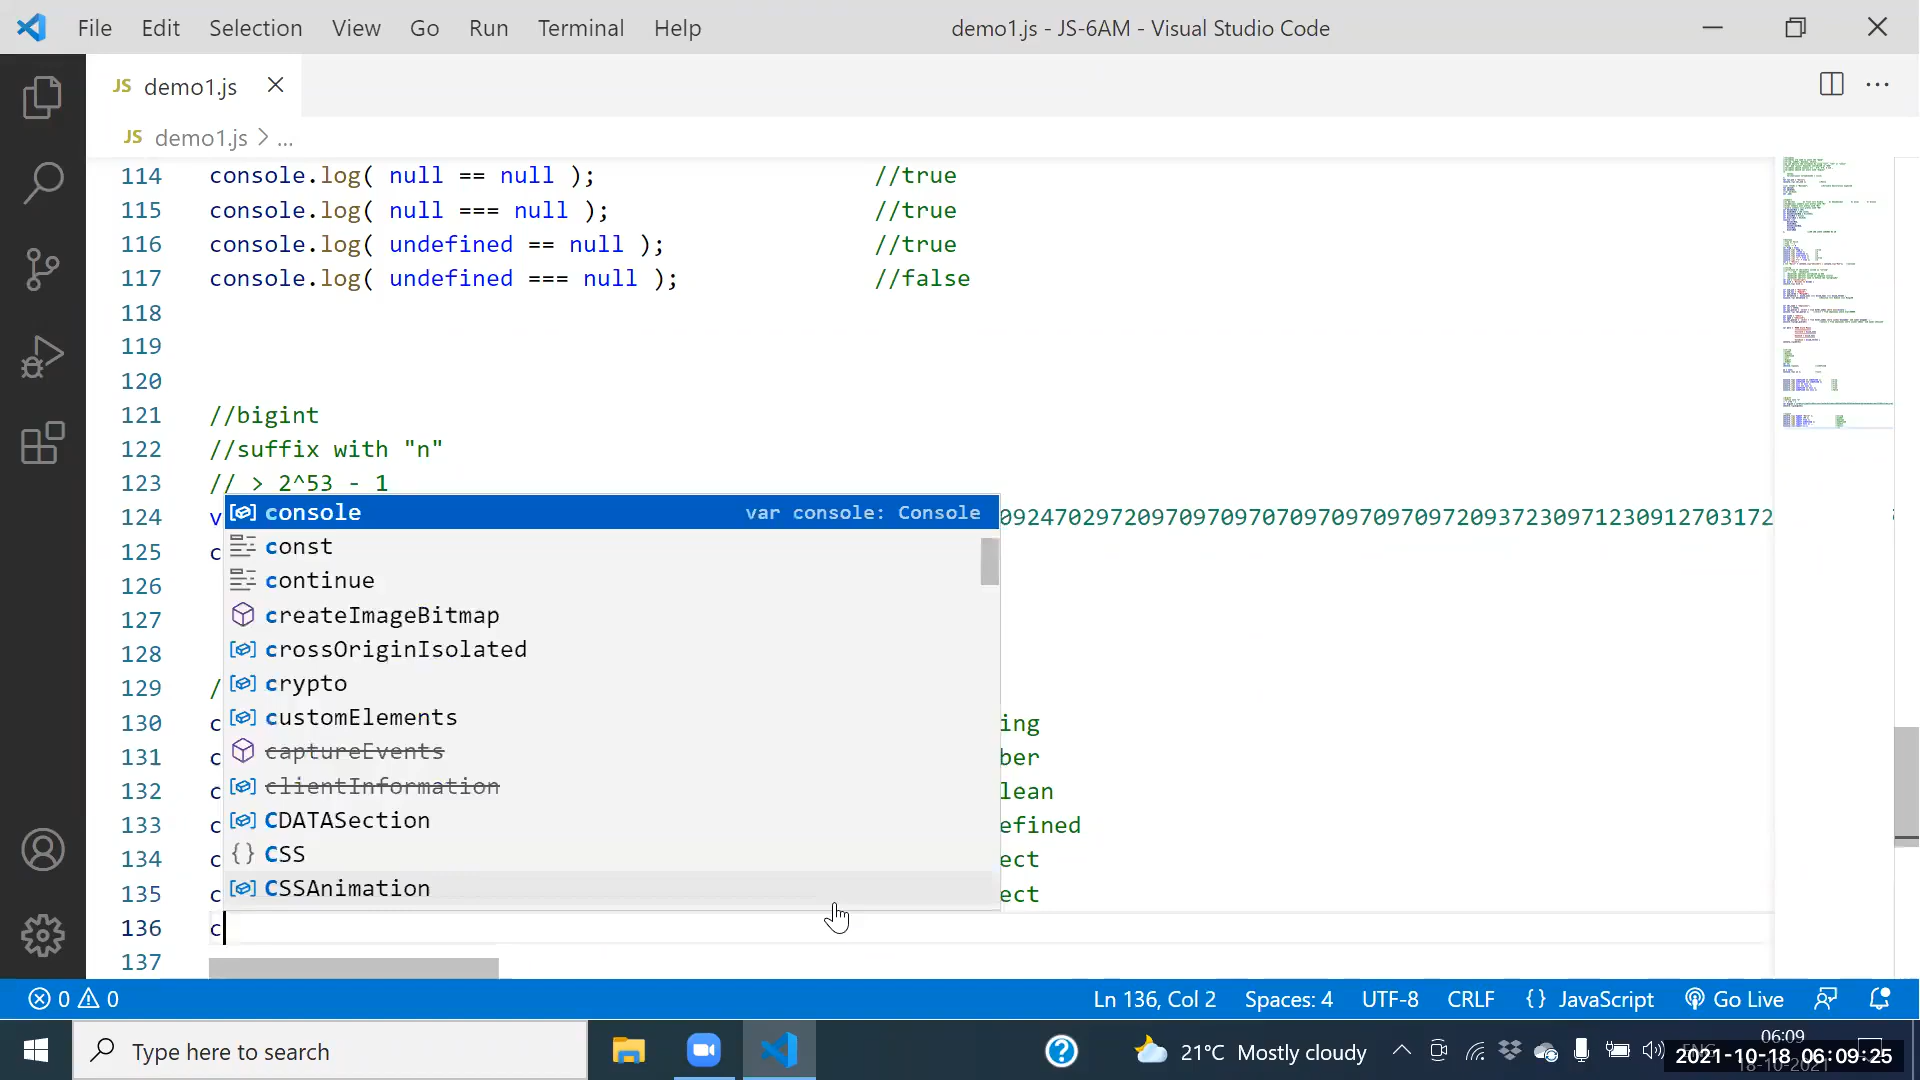 File Edit Selection View Go Run Terminal Help demo1.js - JS-6AM - Visual Studio Code
JS demo1.js
JS demo1.js > ...
114 console.log( null == null ); //true
115 console.log( null === null ); //true
116 console.log( undefined == null ); //true
117 console.log( undefined === null ); //false
118
119
120
121 //bigint
122 //suffix with "n"
123 // > 2^53 - 1
124 v
125 c
126
127
128
129 /
130 c ing
131 c ber
132 c lean
133 c efined
134 c ect
135 c ect
136 c
137
console var console: Console
const
continue
createImageBitmap
crossOriginIsolated
crypto
customElements
captureEvents
clientInformation
CDATASection
CSS
CSSAnimation
0 0 Ln 136, Col 2 Spaces: 4 UTF-8 CRLF {} JavaScript Go Live
Type here to search 21°C Mostly cloudy 06:09
2021-10-18 06:09:25